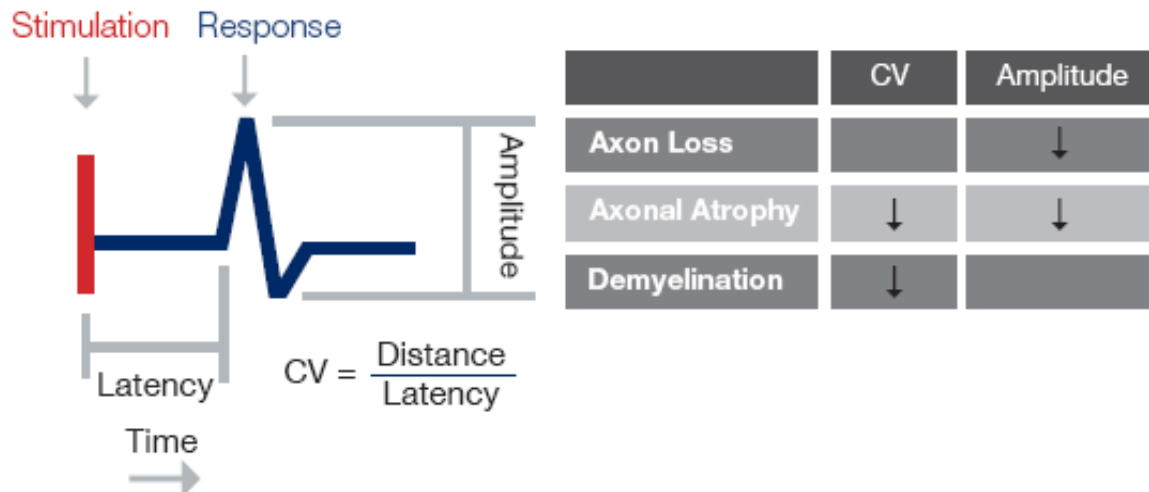 Stimulation Response
Amplitude
Latency
Time
CV = Distance
Latency
CV Amplitude
Axon Loss ↓
Axonal Atrophy ↓ ↓
Demyelination ↓